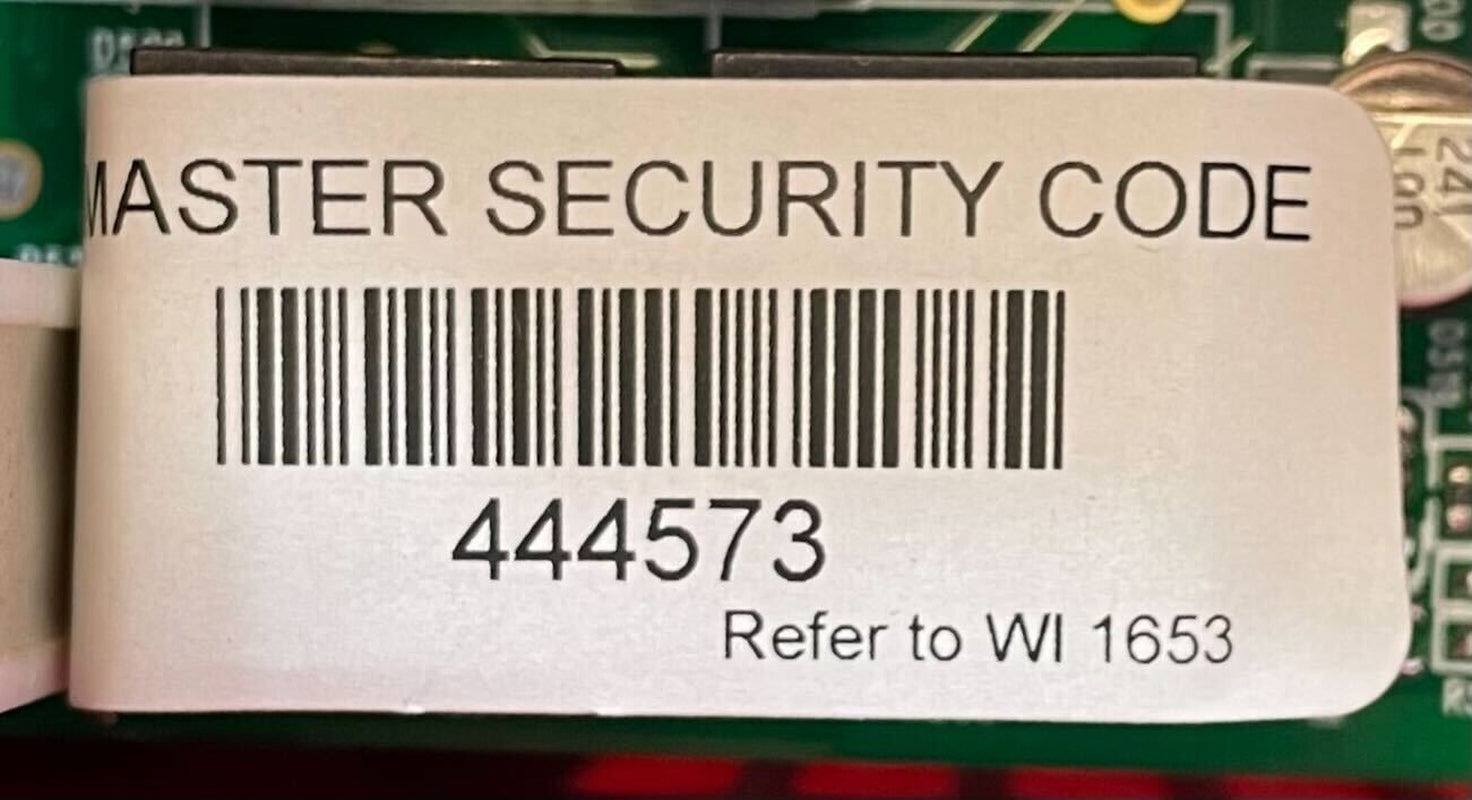 MASTER SECURITY CODE
444573
Refer to WI 1653